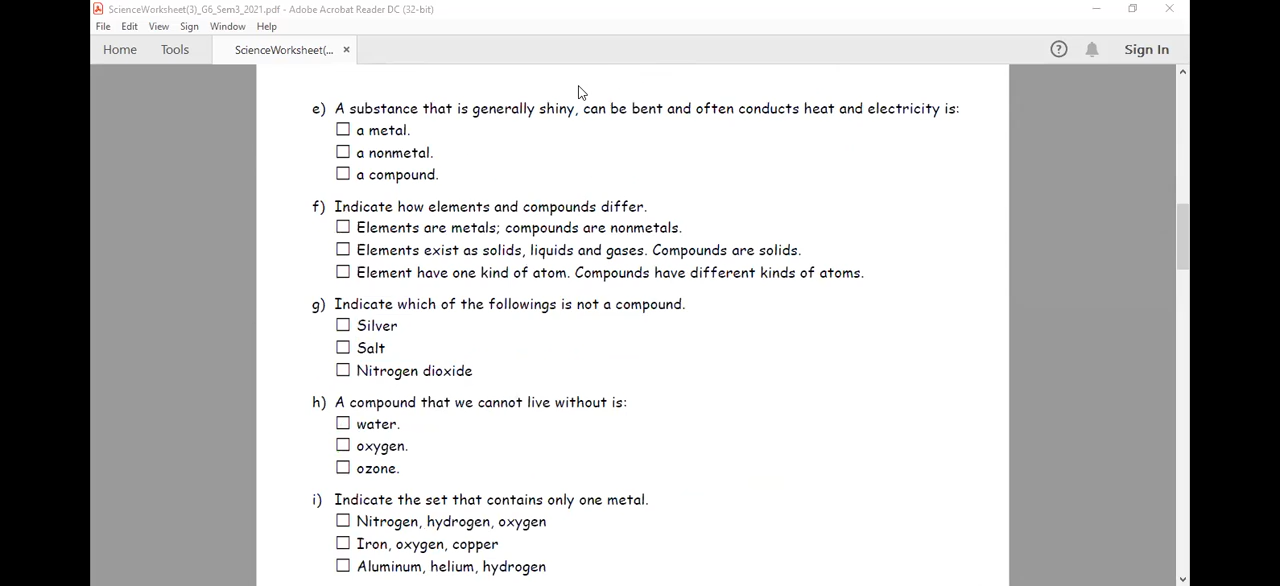 ScienceWorksheet(3)_G6_Sem3_2021.pdf - Adobe Acrobat Reader DC (32-bit)
File Edit View Sign Window Help
Home Tools ScienceWorksheet(... × Sign In
e) A substance that is generally shiny, can be bent and often conducts heat and electricity is:
a metal.
a nonmetal.
a compound.
f) Indicate how elements and compounds differ.
Elements are metals; compounds are nonmetals.
Elements exist as solids, liquids and gases. Compounds are solids.
Element have one kind of atom. Compounds have different kinds of atoms.
g) Indicate which of the followings is not a compound.
Silver
Salt
Nitrogen dioxide
h) A compound that we cannot live without is:
water.
oxygen.
ozone.
i) Indicate the set that contains only one metal.
Nitrogen, hydrogen, oxygen
Iron, oxygen, copper
Aluminum, helium, hydrogen